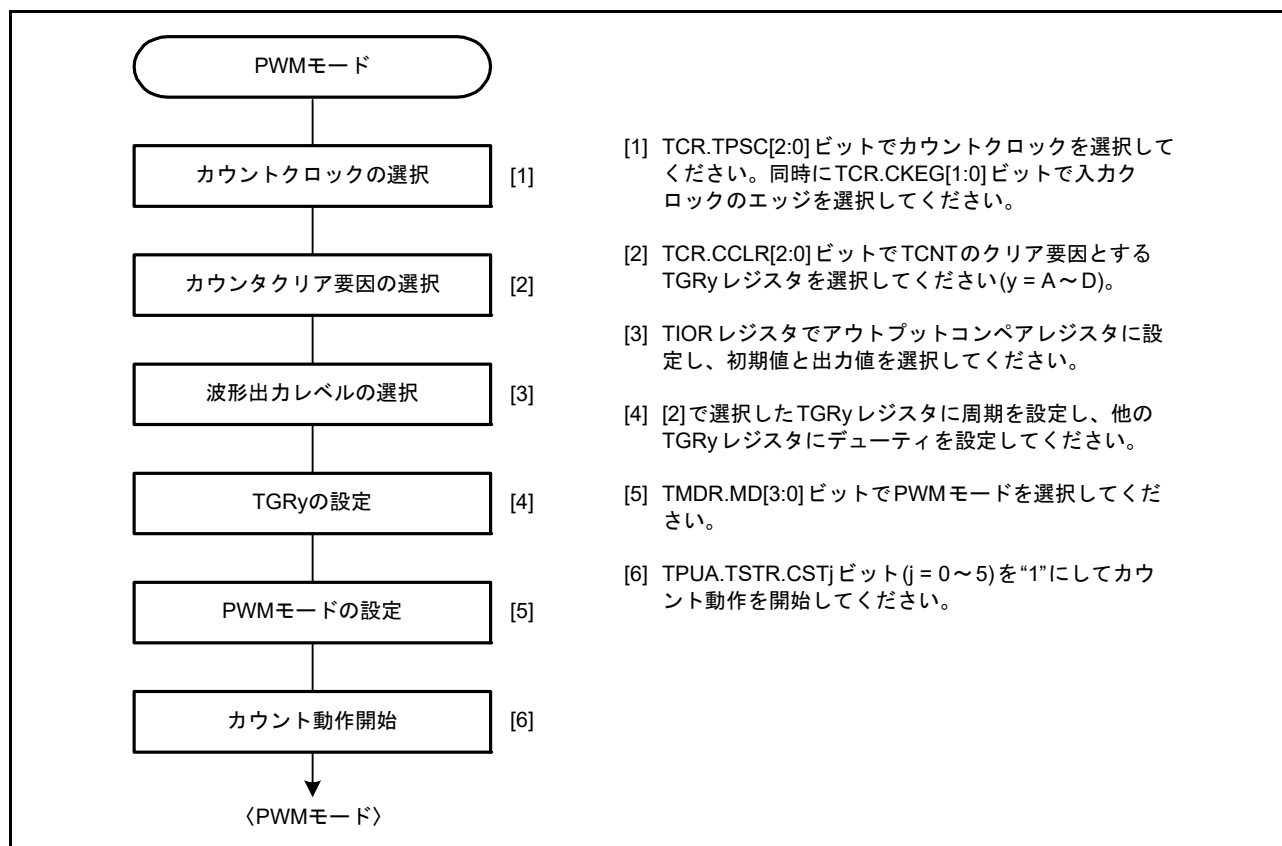 PWMモード
カウントクロックの選択 [1]
カウンタクリア要因の選択 [2]
波形出力レベルの選択 [3]
TGRyの設定 [4]
PWMモードの設定 [5]
カウント動作開始 [6]
〈PWMモード〉
[1] TCR.TPSC[2:0]ビットでカウントクロックを選択して
ください。同時にTCR.CKEG[1:0]ビットで入力ク
ロックのエッジを選択してください。
[2] TCR.CCLR[2:0]ビットでTCNTのクリア要因とする
TGRyレジスタを選択してください(y = A～D)。
[3] TIORレジスタでアウトプットコンペアレジスタに設
定し、初期値と出力値を選択してください。
[4] [2]で選択したTGRyレジスタに周期を設定し、他の
TGRyレジスタにデューティを設定してください。
[5] TMDR.MD[3:0]ビットでPWMモードを選択してくだ
さい。
[6] TPUA.TSTR.CSTjビット(j = 0～5)を“1”にしてカウ
ント動作を開始してください。